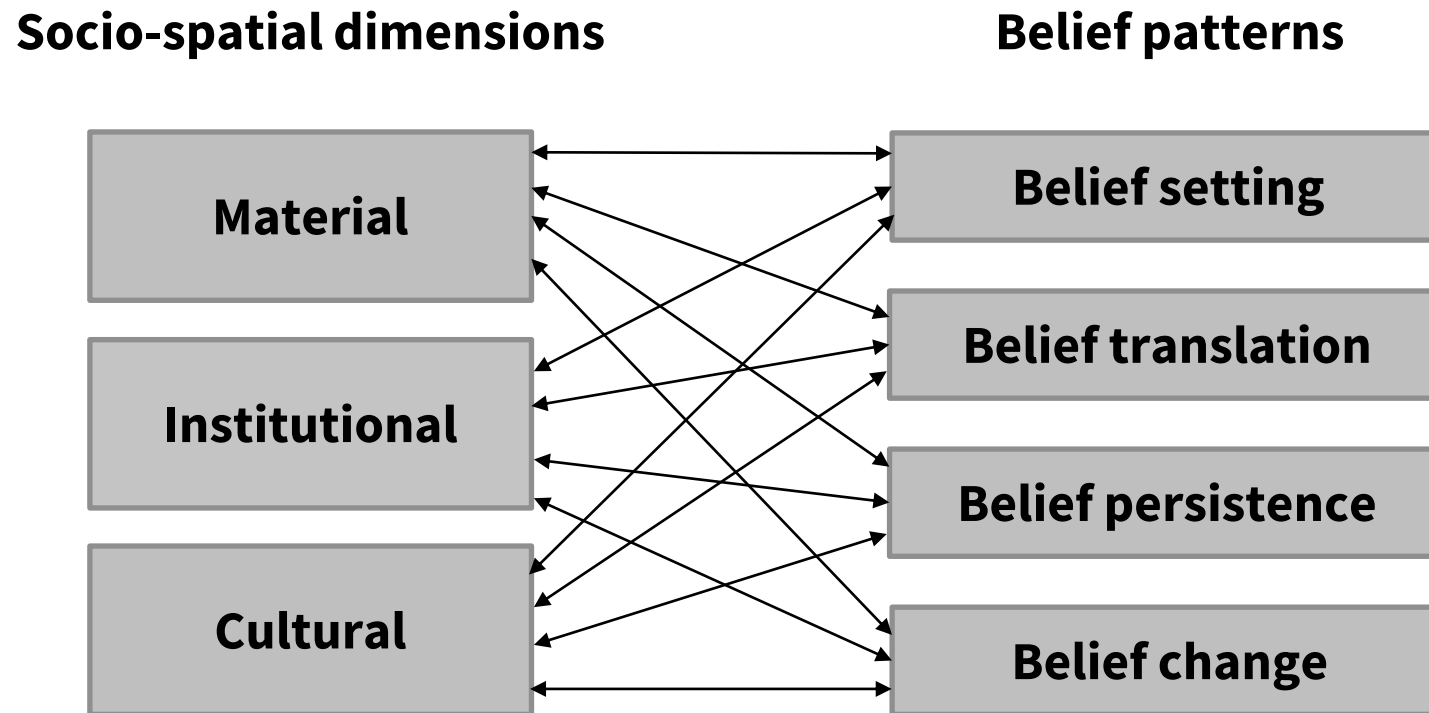 Socio-spatial dimensions
Belief patterns
Material
Institutional
Cultural
Belief setting
Belief translation
Belief persistence
Belief change